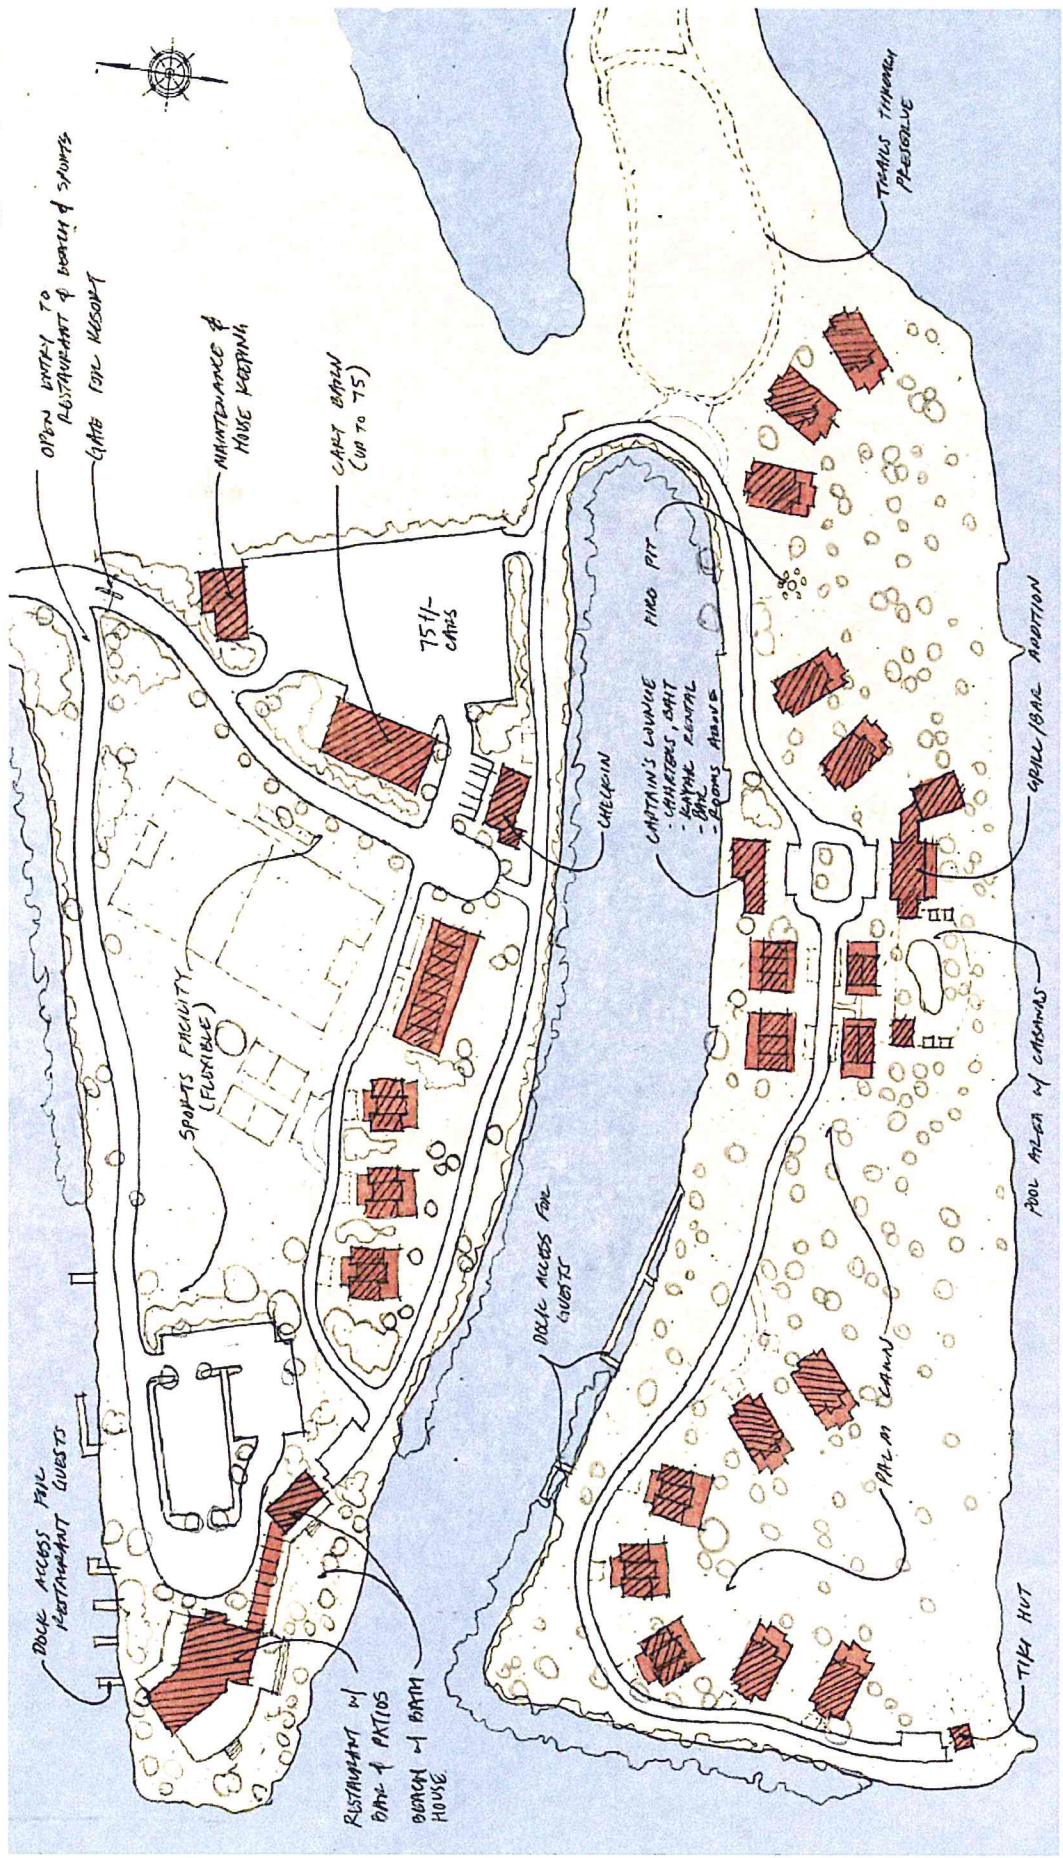 OPEN ENTRY TO
RESTAURANT & BEACH & SPORTS
GATE FOR RESORT
MAINTENANCE &
HOUSE KEEPING
CART BARN
(UP TO 75)
75 +/-
CARS
TRAILS THROUGH
PRESERVE
SPORTS FACILITY
(FLEXIBLE)
CHECKIN
CAPTAIN'S LOUNGE
- CHARTERS, BAIT
- KAYAK RENTAL
- BAR
- ROOMS ABOVE
FIRE PIT
GRILL/BAR ADDITION
POOL AREA w/ CABANAS
DOCK ACCESS FOR
GUESTS
PALM LAWN
DOCK ACCESS FOR
RESTAURANT GUESTS
RESTAURANT w/
BAR & PATIOS
BEACH w/ BATH
HOUSE
TIKI HUT